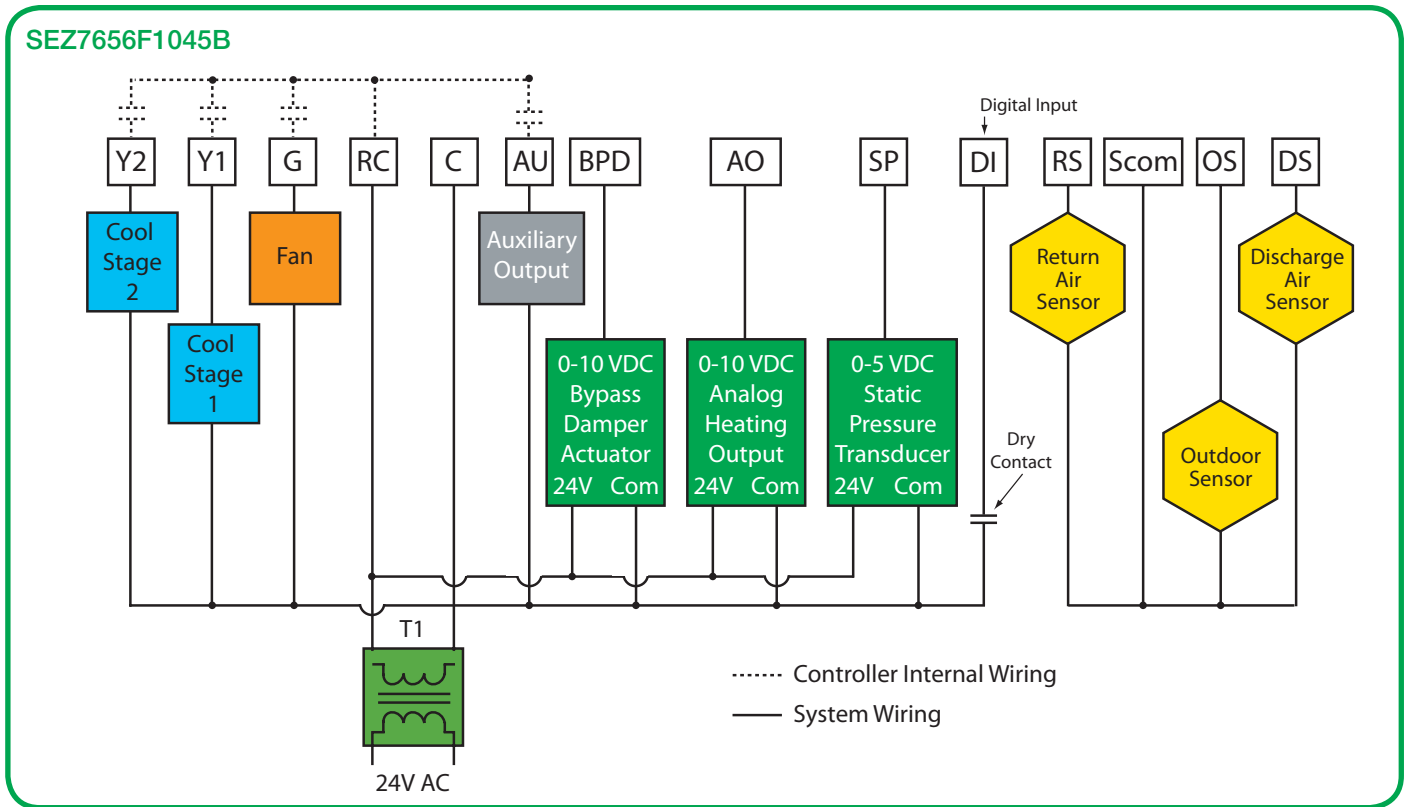 SEZ7656F1045B
Digital Input
Y2 Y1 G RC C AU BPD AO SP DI RS Scom OS DS
Cool
Stage
2
Cool
Stage
1
Fan
Auxiliary
Output
0-10 VDC
Bypass
Damper
Actuator
24V Com
0-10 VDC
Analog
Heating
Output
24V Com
0-5 VDC
Static
Pressure
Transducer
24V Com
Dry
Contact
Return
Air
Sensor
Outdoor
Sensor
Discharge
Air
Sensor
T1
24V AC
Controller Internal Wiring
System Wiring